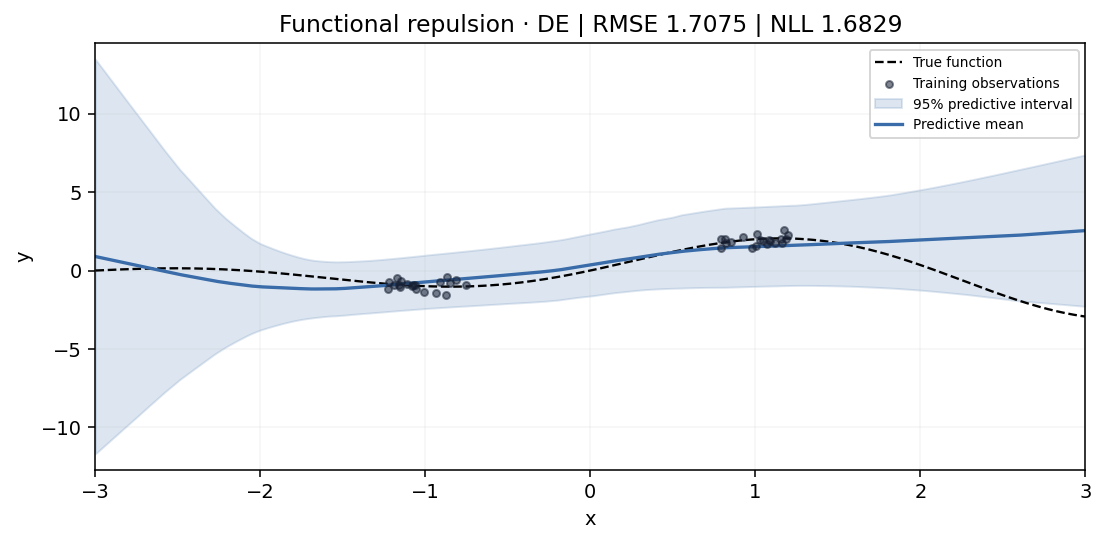 Functional repulsion · DE | RMSE 1.7075 | NLL 1.6829
True function
Training observations
95% predictive interval
Predictive mean
y
10
5
0
−5
−10
−3
−2
−1
0
1
2
3
x